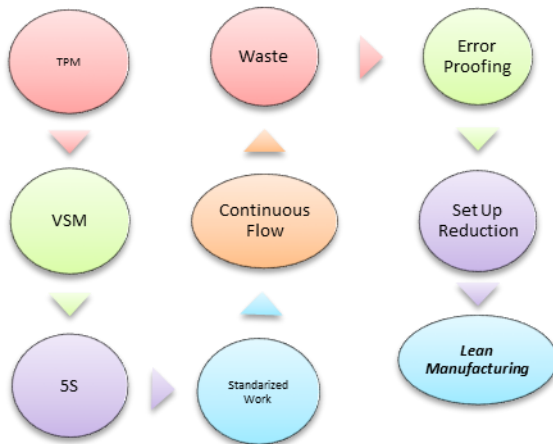 TPM
VSM
5S
Standarized
Work
Continuous
Flow
Waste
Error
Proofing
Set Up
Reduction
Lean
Manufacturing